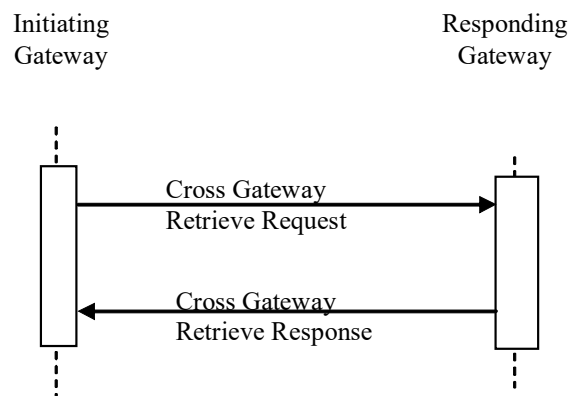 Initiating
Gateway
Responding
Gateway
Cross Gateway
Retrieve Request
Cross Gateway
Retrieve Response